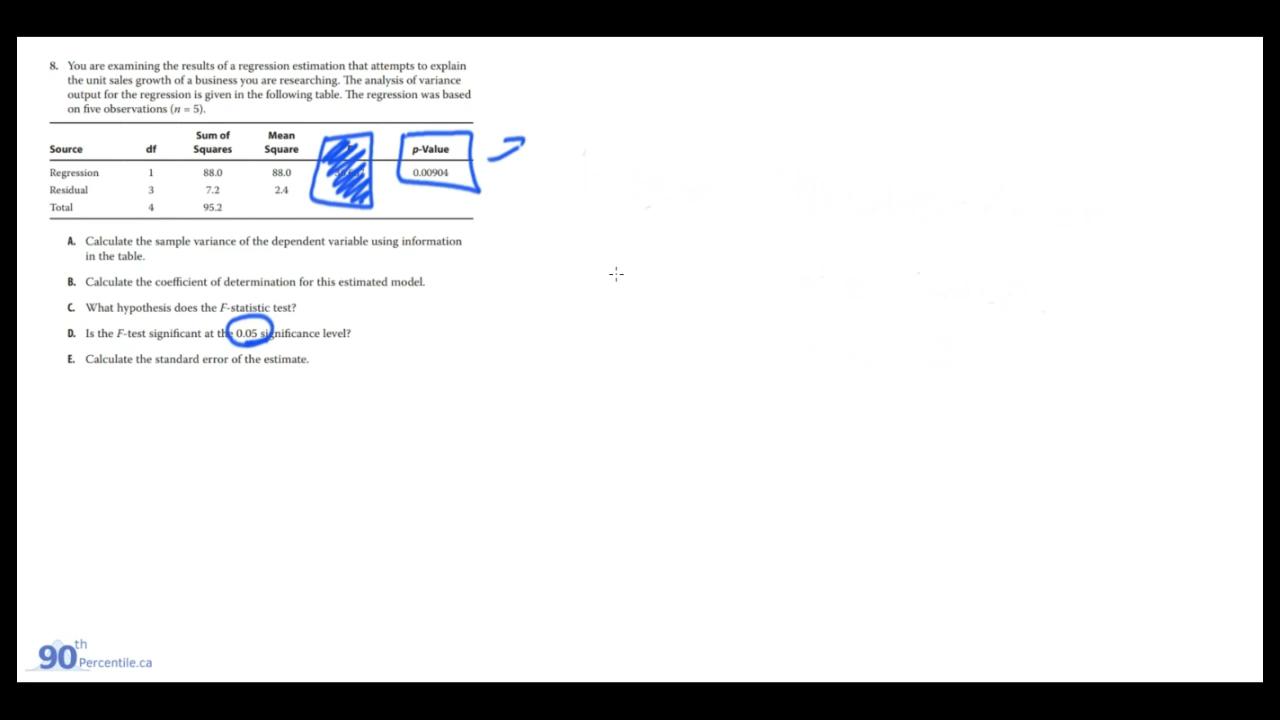 8. You are examining the results of a regression estimation that attempts to explain
the unit sales growth of a business you are researching. The analysis of variance
output for the regression is given in the following table. The regression was based
on five observations (n = 5).
Sum of Mean
Source df Squares Square p-Value
Regression 1 88.0 88.0 0.00904
Residual 3 7.2 2.4
Total 4 95.2
A. Calculate the sample variance of the dependent variable using information
in the table.
B. Calculate the coefficient of determination for this estimated model.
C. What hypothesis does the F-statistic test?
D. Is the F-test significant at the 0.05 significance level?
E. Calculate the standard error of the estimate.
90th
Percentile.ca